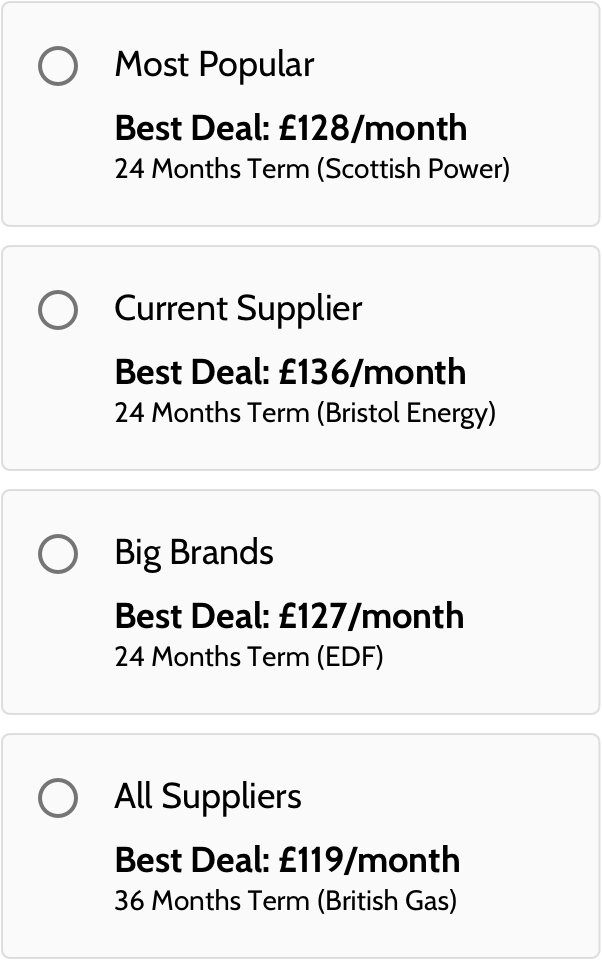 Most Popular
Best Deal: £128/month
24 Months Term (Scottish Power)
Current Supplier
Best Deal: £136/month
24 Months Term (Bristol Energy)
Big Brands
Best Deal: £127/month
24 Months Term (EDF)
All Suppliers
Best Deal: £119/month
36 Months Term (British Gas)